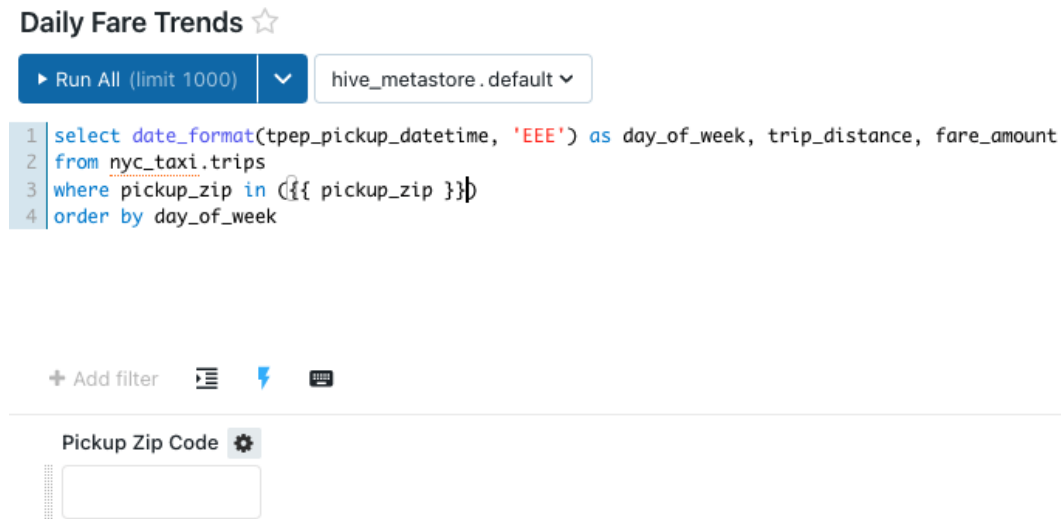 Daily Fare Trends
Run All (limit 1000)
hive_metastore.default
1 select date_format(tpep_pickup_datetime, 'EEE') as day_of_week, trip_distance, fare_amount
2 from nyc_taxi.trips
3 where pickup_zip in ({{ pickup_zip }})
4 order by day_of_week
+ Add filter
Pickup Zip Code